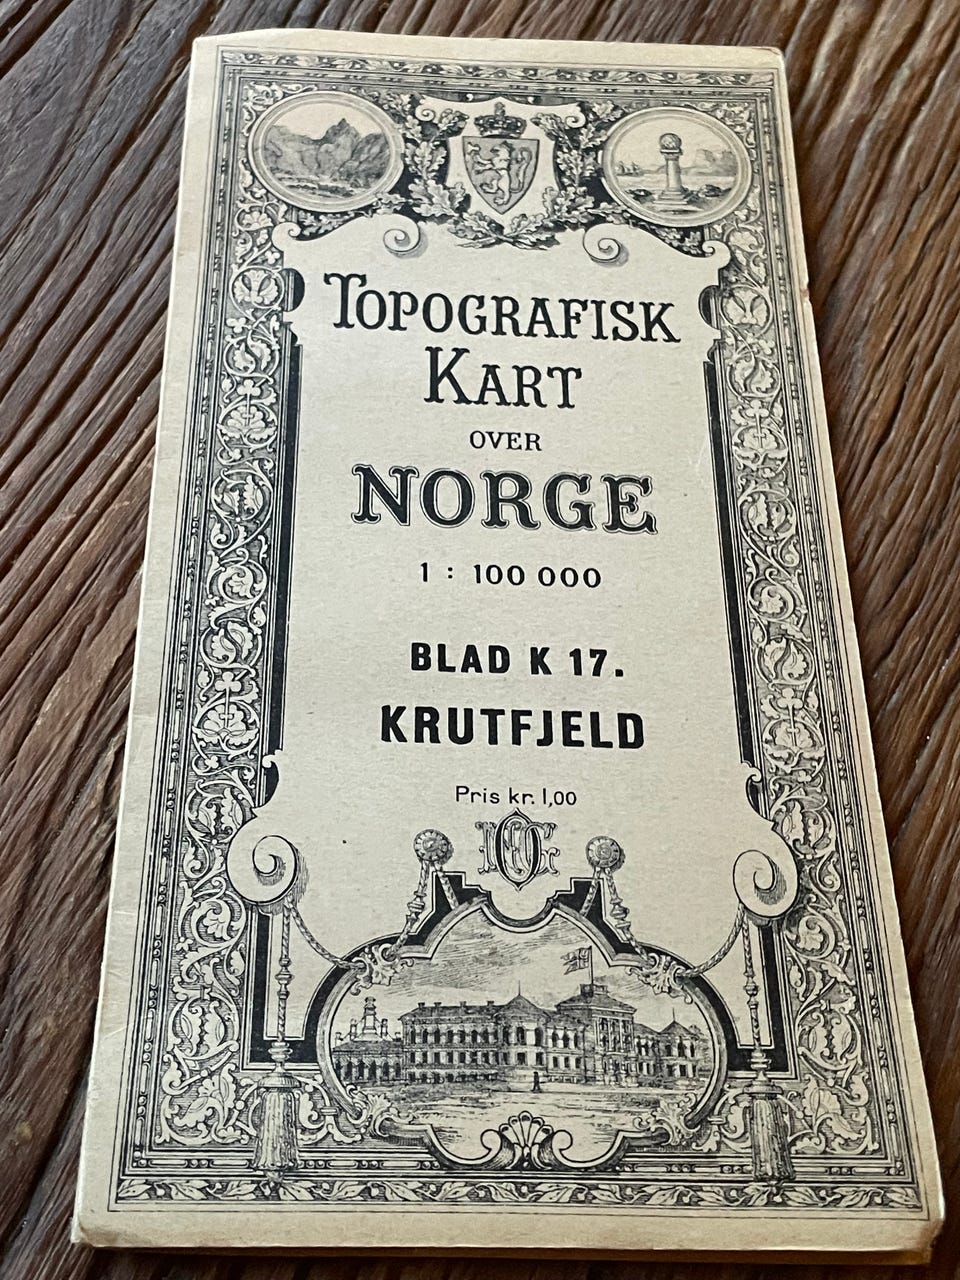 TOPOGRAFISK
KART
OVER
NORGE
1 : 100 000
BLAD K 17.
KRUTFJELD
Pris kr. 1,00